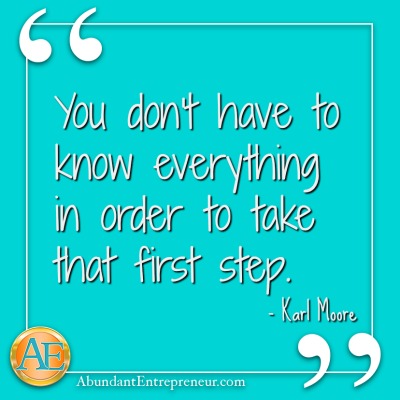 You don't have to
know everything
in order to take
that first step.
- Karl Moore
AE
AbundantEntrepreneur.com